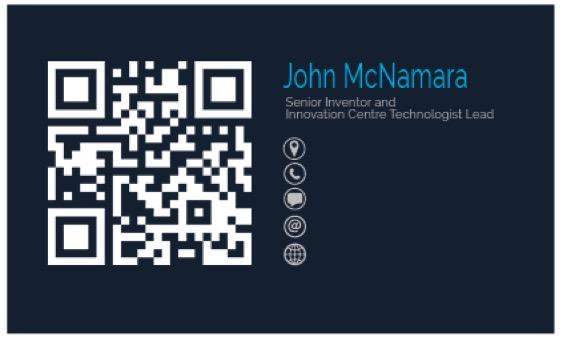 John McNamara
Senior Inventor and
Innovation Centre Technologist Lead